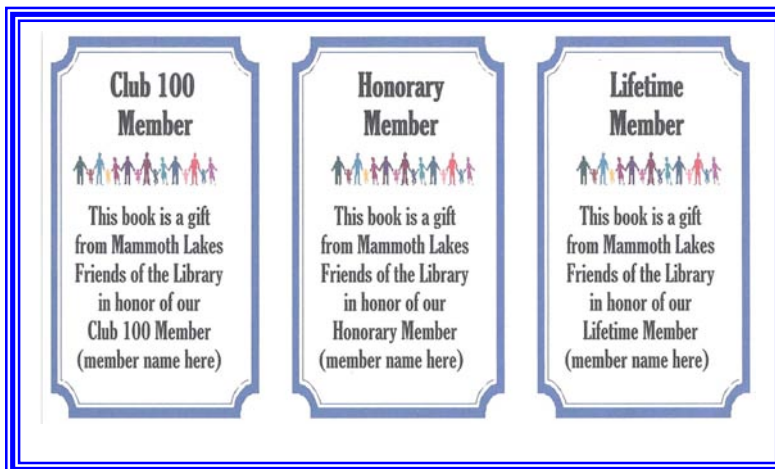 Club 100
Member
This book is a gift
from Mammoth Lakes
Friends of the Library
in honor of our
Club 100 Member
(member name here)
Honorary
Member
This book is a gift
from Mammoth Lakes
Friends of the Library
in honor of our
Honorary Member
(member name here)
Lifetime
Member
This book is a gift
from Mammoth Lakes
Friends of the Library
in honor of our
Lifetime Member
(member name here)